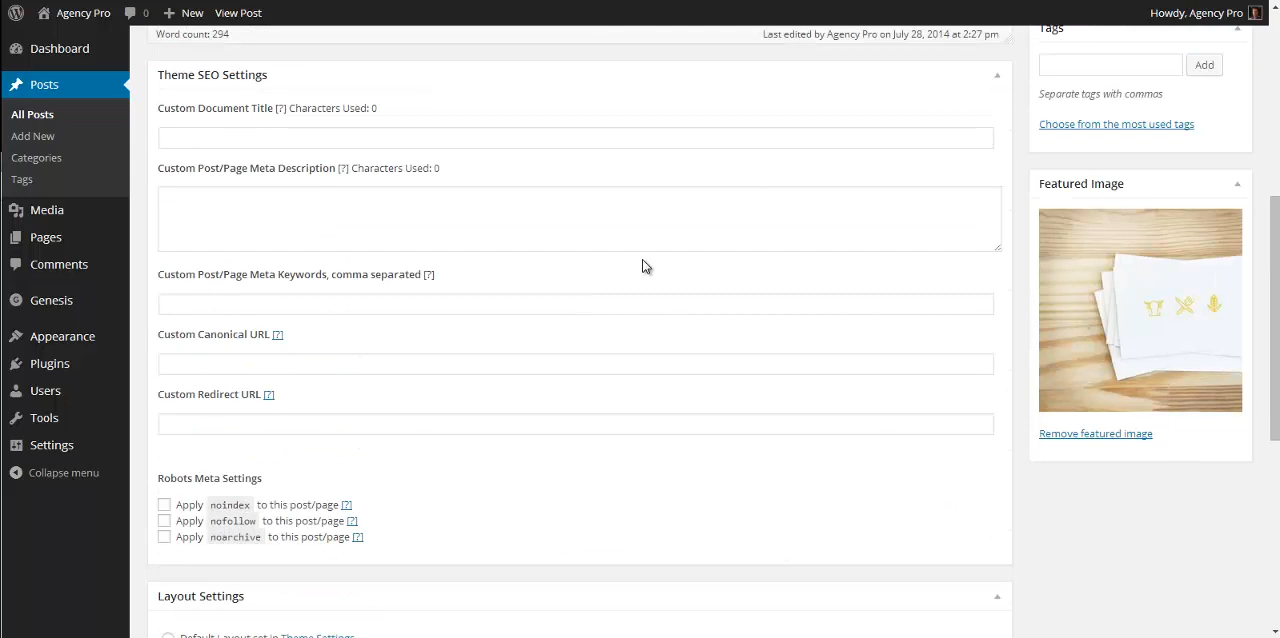 Agency Pro
0
New
View Post
Howdy, Agency Pro
Dashboard
Posts
All Posts
Add New
Categories
Tags
Media
Pages
Comments
Genesis
Appearance
Plugins
Users
Tools
Settings
Collapse menu
Word count: 294
Last edited by Agency Pro on July 28, 2014 at 2:27 pm
Theme SEO Settings
Custom Document Title [?] Characters Used: 0
Custom Post/Page Meta Description [?] Characters Used: 0
Custom Post/Page Meta Keywords, comma separated [?]
Custom Canonical URL [?]
Custom Redirect URL [?]
Robots Meta Settings
Apply noindex to this post/page [?]
Apply nofollow to this post/page [?]
Apply noarchive to this post/page [?]
Layout Settings
Default Layout set in Theme Settings
Tags
Add
Separate tags with commas
Choose from the most used tags
Featured Image
Remove featured image